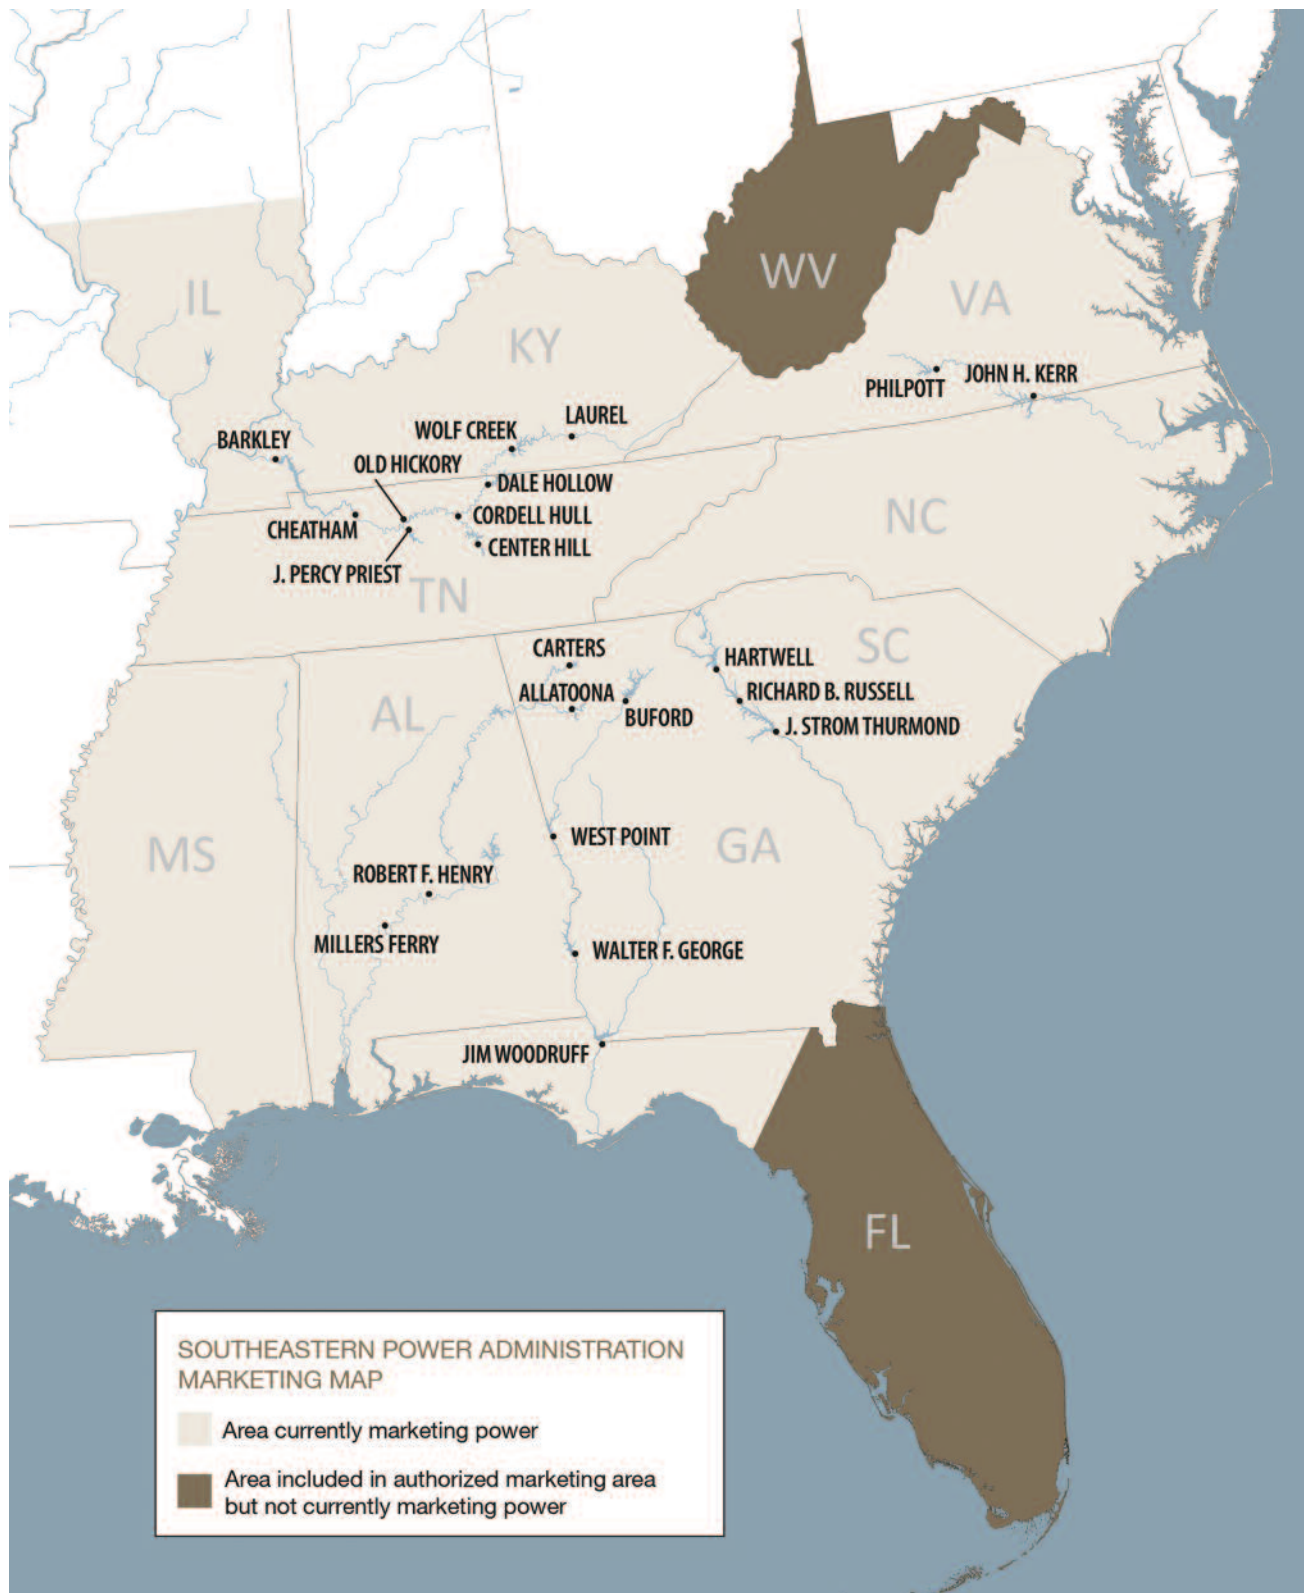 WV
IL
VA
KY
JOHN H. KERR
PHILPOTT
LAUREL
WOLF CREEK
BARKLEY
OLD HICKORY
DALE HOLLOW
CORDELL HULL
NC
CHEATHAM
CENTER HILL
J. PERCY PRIEST
TN
CARTERS
SC
HARTWELL
ALLATOONA
RICHARD B. RUSSELL
AL
BUFORD
J. STROM THURMOND
WEST POINT
MS
GA
ROBERT F. HENRY
MILLERS FERRY
WALTER F. GEORGE
JIM WOODRUFF
FL
SOUTHEASTERN POWER ADMINISTRATION
MARKETING MAP
Area currently marketing power
Area included in authorized marketing area
but not currently marketing power